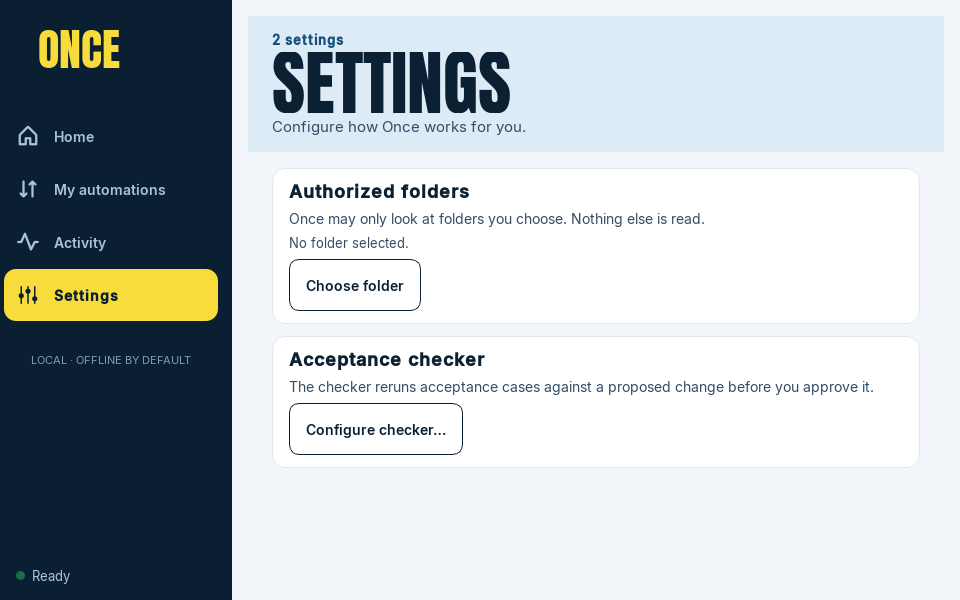 ONCE
Home
My automations
Activity
Settings
LOCAL · OFFLINE BY DEFAULT
Ready
2 settings
SETTINGS
Configure how Once works for you.
Authorized folders
Once may only look at folders you choose. Nothing else is read.
No folder selected.
Choose folder
Acceptance checker
The checker reruns acceptance cases against a proposed change before you approve it.
Configure checker...